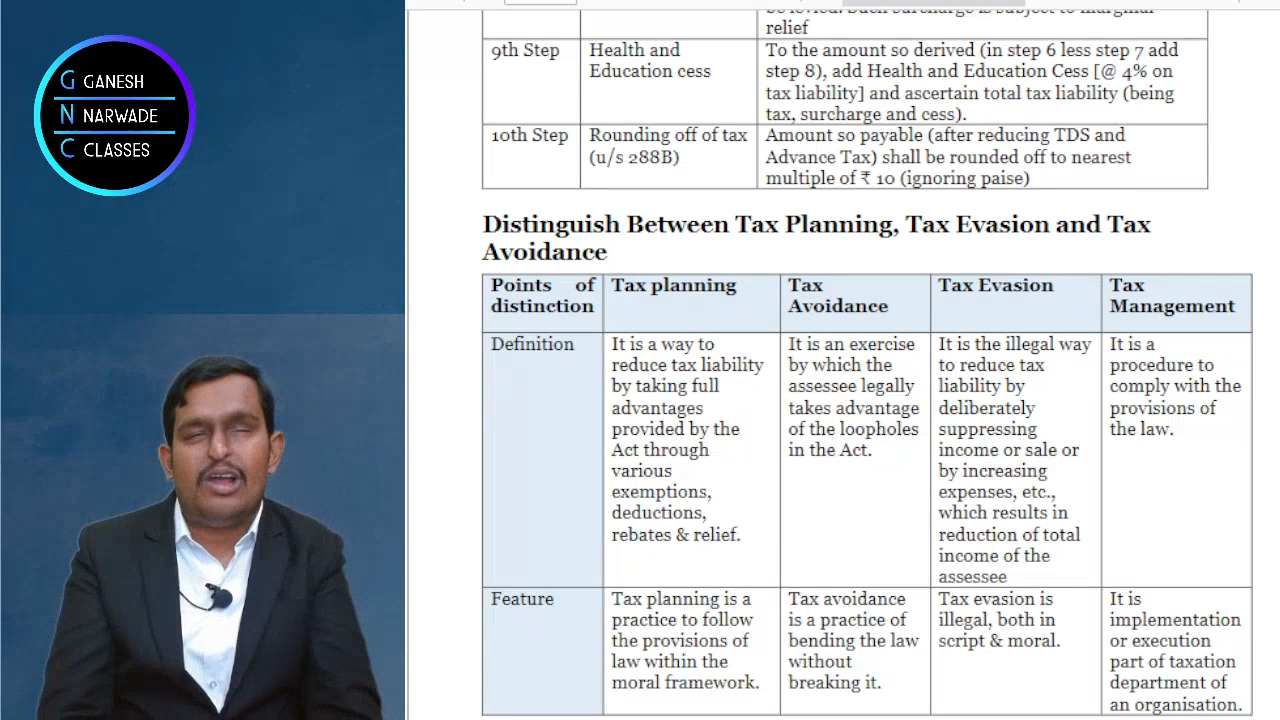 G GANESH
N NARWADE
C CLASSES
relief
9th Step
Health and
Education cess
To the amount so derived (in step 6 less step 7 add
step 8), add Health and Education Cess [@ 4% on
tax liability] and ascertain total tax liability (being
tax, surcharge and cess).
10th Step
Rounding off of tax
(u/s 288B)
Amount so payable (after reducing TDS and
Advance Tax) shall be rounded off to nearest
multiple of ₹ 10 (ignoring paise)
Distinguish Between Tax Planning, Tax Evasion and Tax
Avoidance
Points of
distinction
Tax planning
Tax
Avoidance
Tax Evasion
Tax
Management
Definition
It is a way to
reduce tax liability
by taking full
advantages
provided by the
Act through
various
exemptions,
deductions,
rebates & relief.
It is an exercise
by which the
assessee legally
takes advantage
of the loopholes
in the Act.
It is the illegal way
to reduce tax
liability by
deliberately
suppressing
income or sale or
by increasing
expenses, etc.,
which results in
reduction of total
income of the
assessee
It is a
procedure to
comply with the
provisions of
the law.
Feature
Tax planning is a
practice to follow
the provisions of
law within the
moral framework.
Tax avoidance
is a practice of
bending the law
without
breaking it.
Tax evasion is
illegal, both in
script & moral.
It is
implementation
or execution
part of taxation
department of
an organisation.